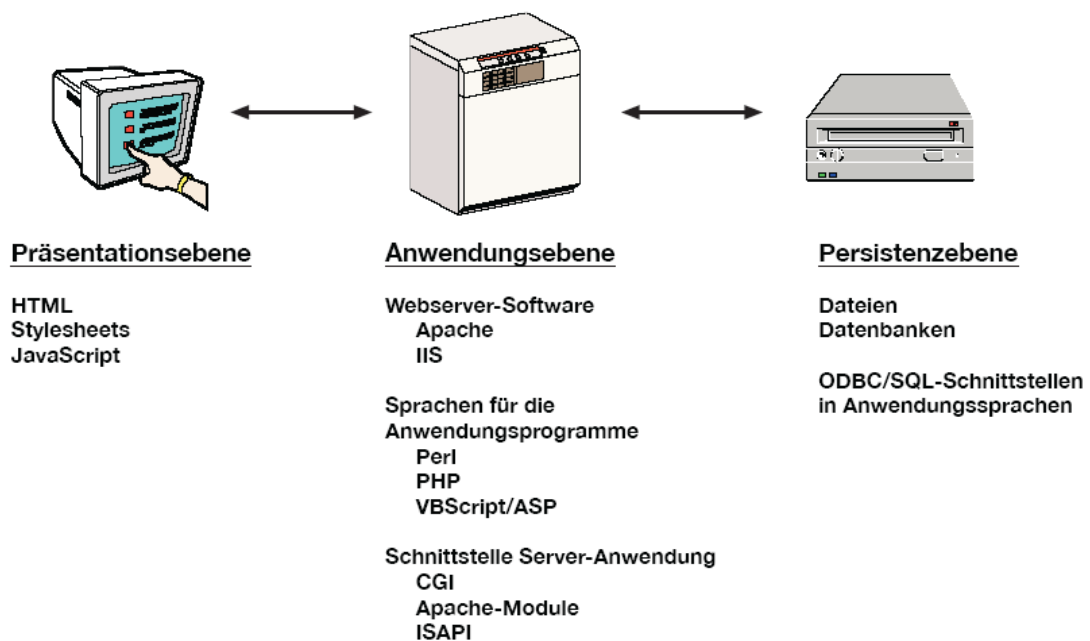 Präsentationsebene
HTML
Stylesheets
JavaScript
Anwendungsebene
Webserver-Software
Apache
IIS
Sprachen für die
Anwendungsprogramme
Perl
PHP
VBScript/ASP
Schnittstelle Server-Anwendung
CGI
Apache-Module
ISAPI
Persistenzebene
Dateien
Datenbanken
ODBC/SQL-Schnittstellen
in Anwendungssprachen